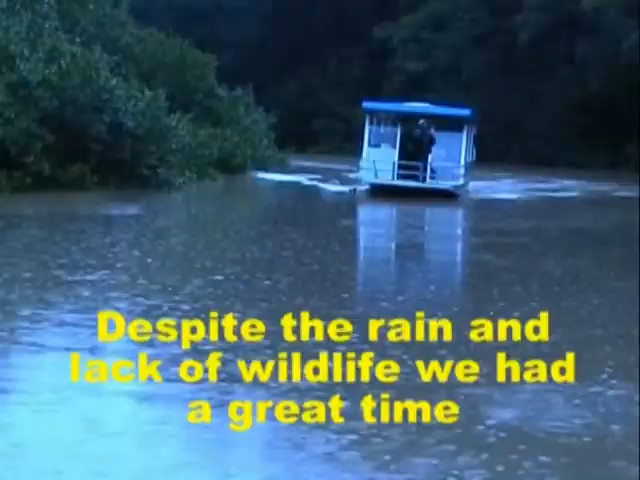 Despite the rain and
lack of wildlife we had
a great time